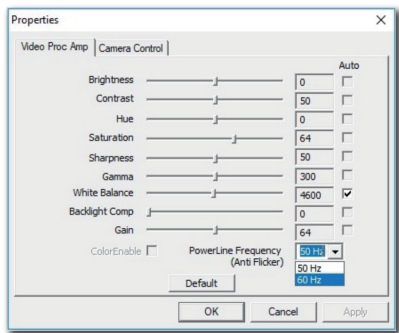 Properties
Video Proc Amp Camera Control
Auto
Brightness 0
Contrast 50
Hue 0
Saturation 64
Sharpness 50
Gamma 300
White Balance 4600
Backlight Comp 0
Gain 64
ColorEnable PowerLine Frequency 50 Hz
(Anti Flicker)
50 Hz
60 Hz
Default
OK Cancel Apply